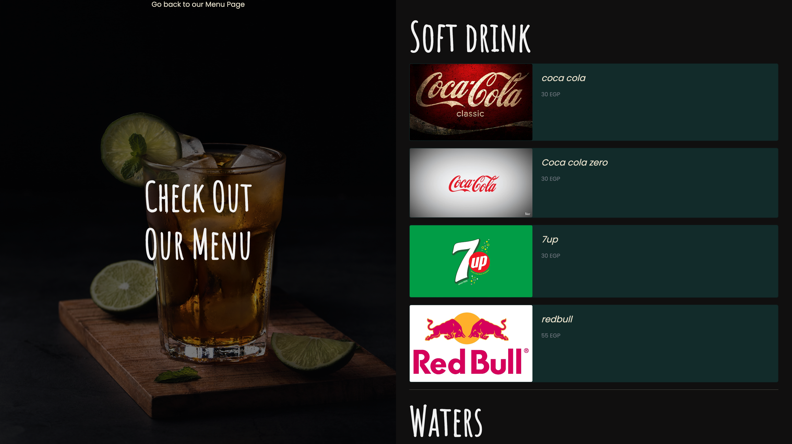 Go back to our Menu Page
Check Out
Our Menu
Soft drink
Coca-Cola
classic
coca cola
30 EGP
Coca-Cola
Coca cola zero
30 EGP
7up
7up
30 EGP
Red Bull
redbull
55 EGP
Waters